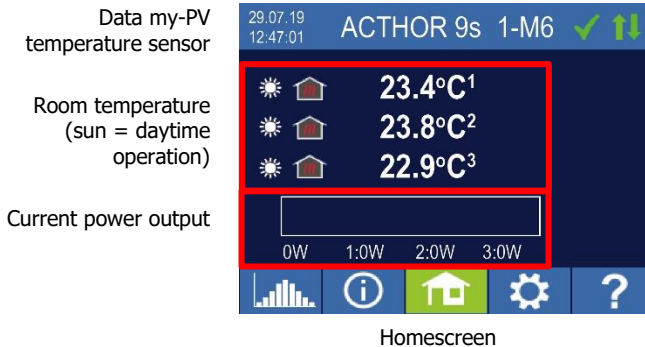 Data my-PV
temperature sensor
29.07.19
12:47:01
ACTHOR 9s 1-M6
Room temperature
(sun = daytime
operation)
23.4°C1
23.8°C2
22.9°C3
Current power output
0W 1:0W 2:0W 3:0W
?
Homescreen